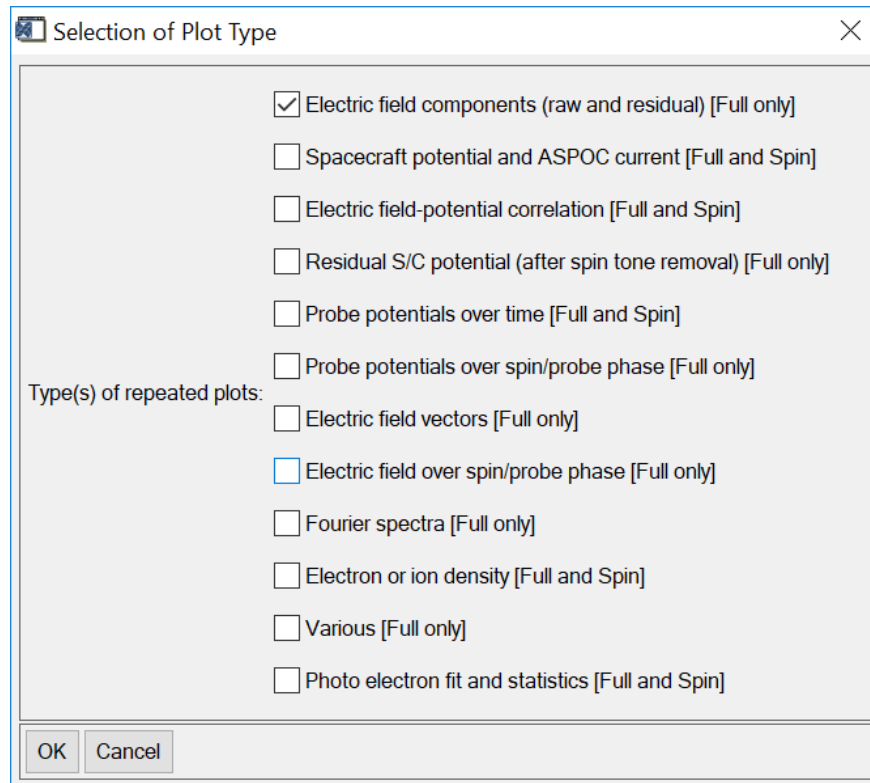 Selection of Plot Type
Electric field components (raw and residual) [Full only]
Spacecraft potential and ASPOC current [Full and Spin]
Electric field-potential correlation [Full and Spin]
Residual S/C potential (after spin tone removal) [Full only]
Probe potentials over time [Full and Spin]
Probe potentials over spin/probe phase [Full only]
Type(s) of repeated plots:
Electric field vectors [Full only]
Electric field over spin/probe phase [Full only]
Fourier spectra [Full only]
Electron or ion density [Full and Spin]
Various [Full only]
Photo electron fit and statistics [Full and Spin]
OK Cancel